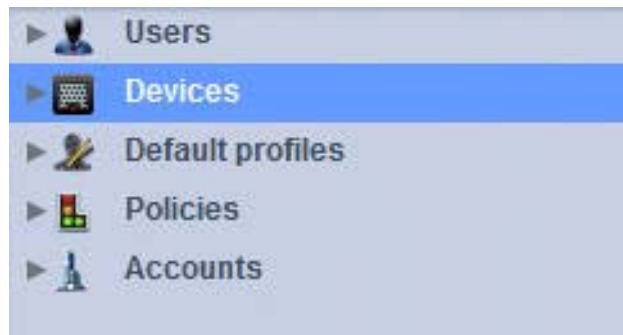 Users
Devices
Default profiles
Policies
Accounts